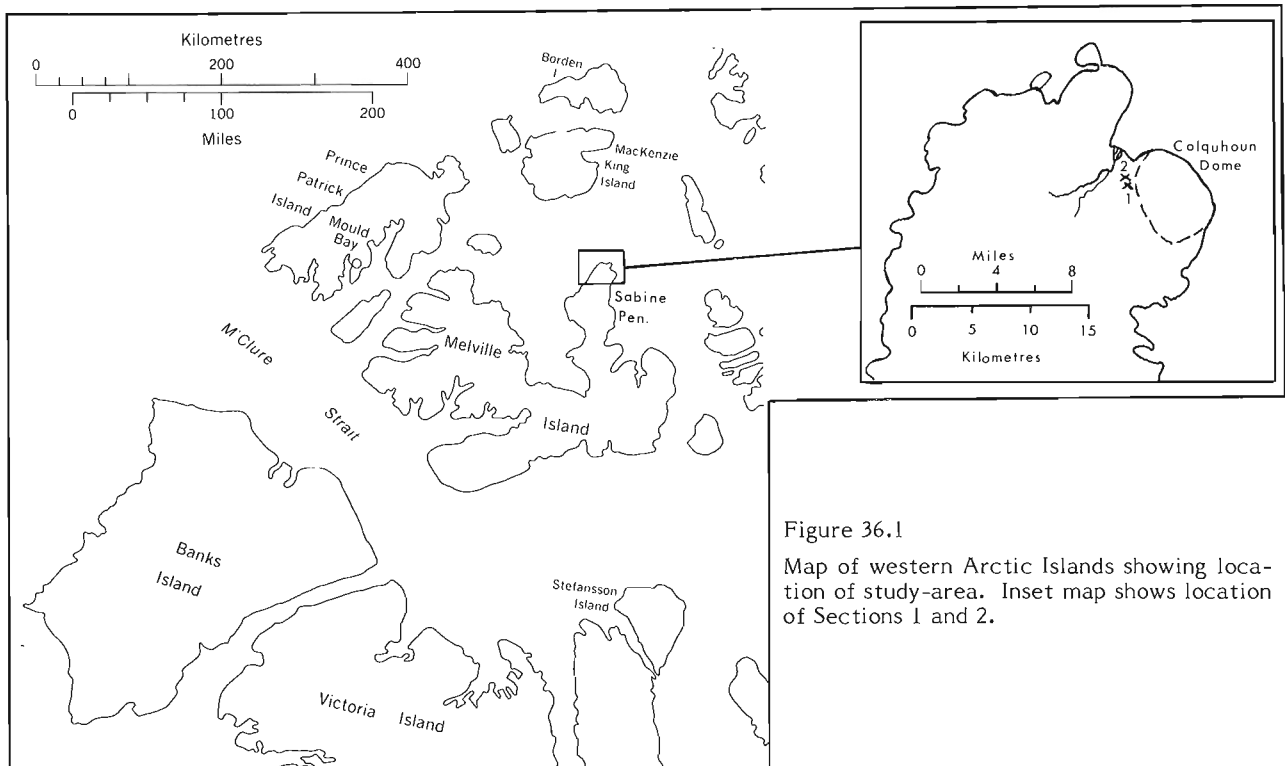 Kilometres
0 200 400
0 100 200
Miles
Borden
I
MacKenzie
King
Island
Prince
Patrick
Island
Mould
Bay
Sabine
Pen.
M'Clure
Strait
Melville
Island
Banks
Island
Stefansson
Island
Victoria Island
Colquhoun
Dome
2
1
Miles
0 4 8
0 5 10 15
Kilometres
Figure 36.1
Map of western Arctic Islands showing loca-
tion of study-area. Inset map shows location
of Sections 1 and 2.